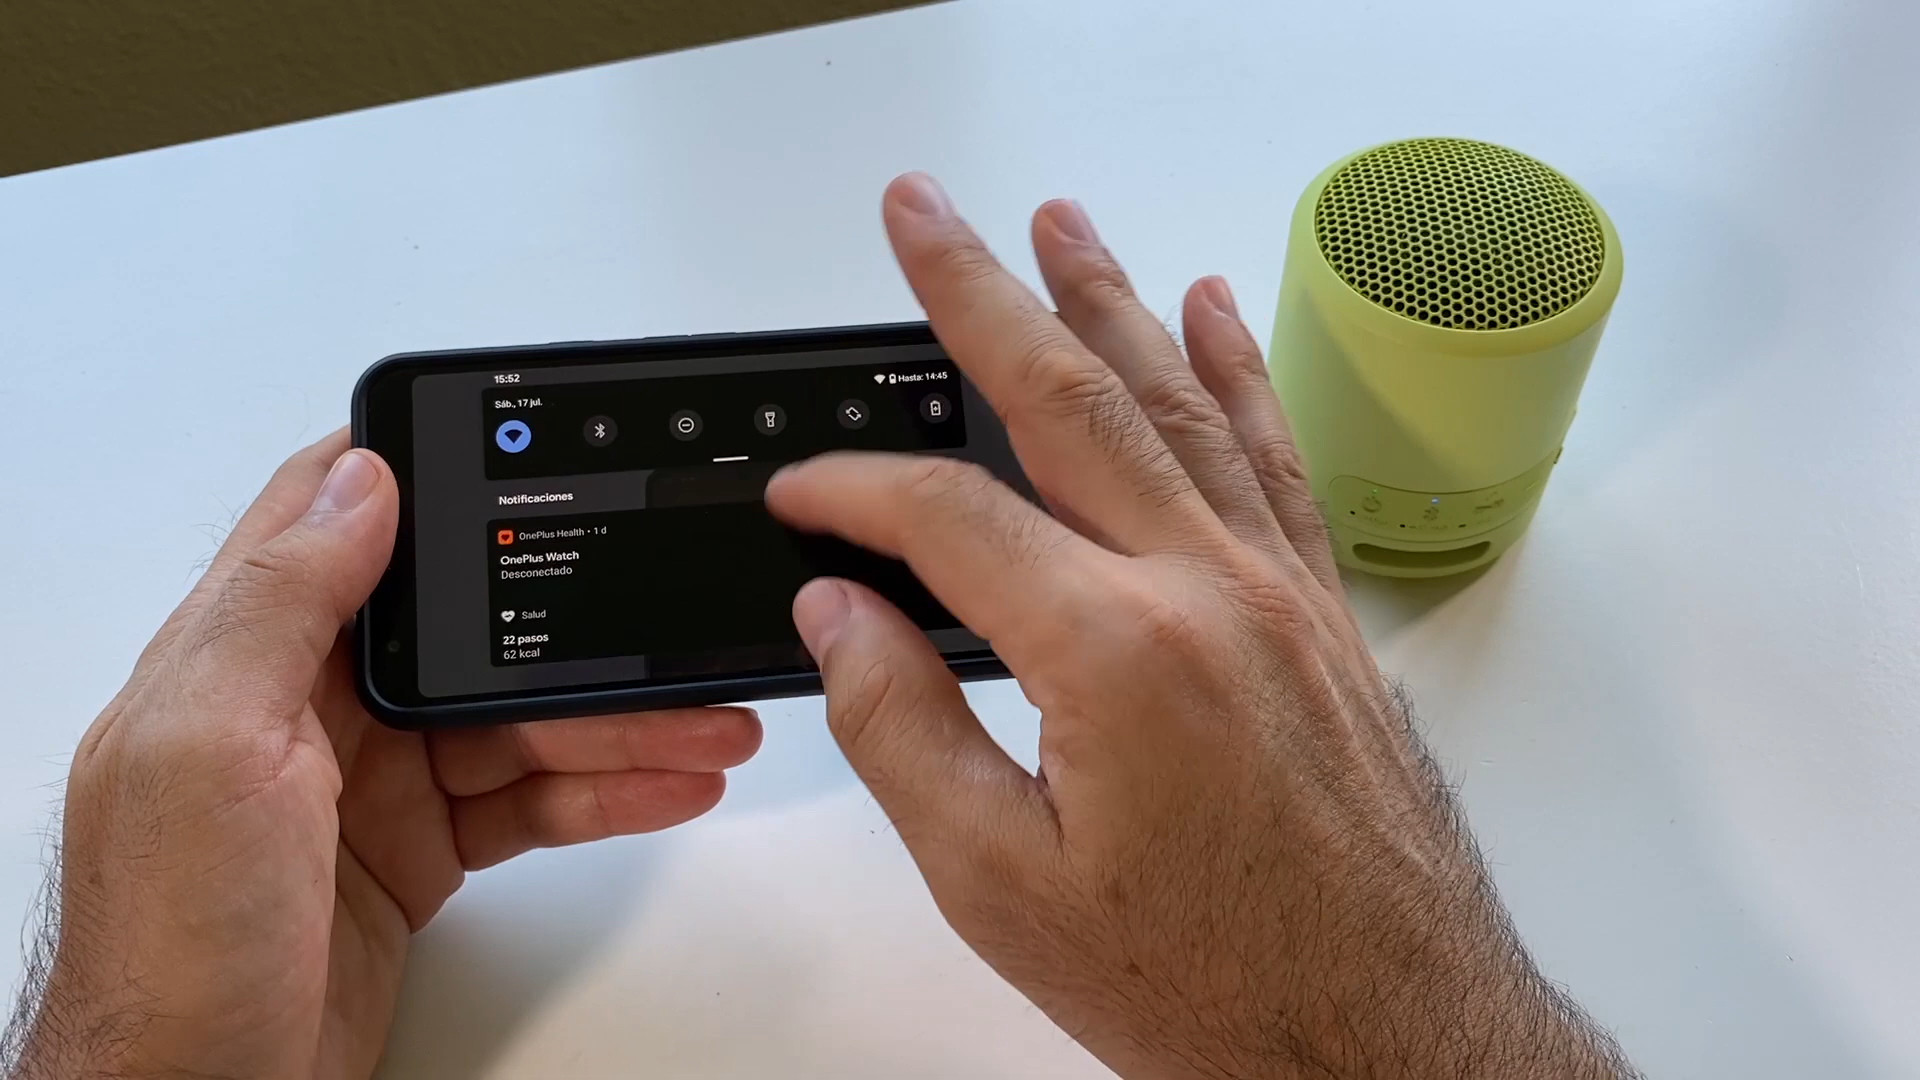 15:52
Hasta: 14:45
Sáb., 17 jul.
Notificaciones
OnePlus Health • 1 d
OnePlus Watch
Desconectado
Salud
22 pasos
62 kcal